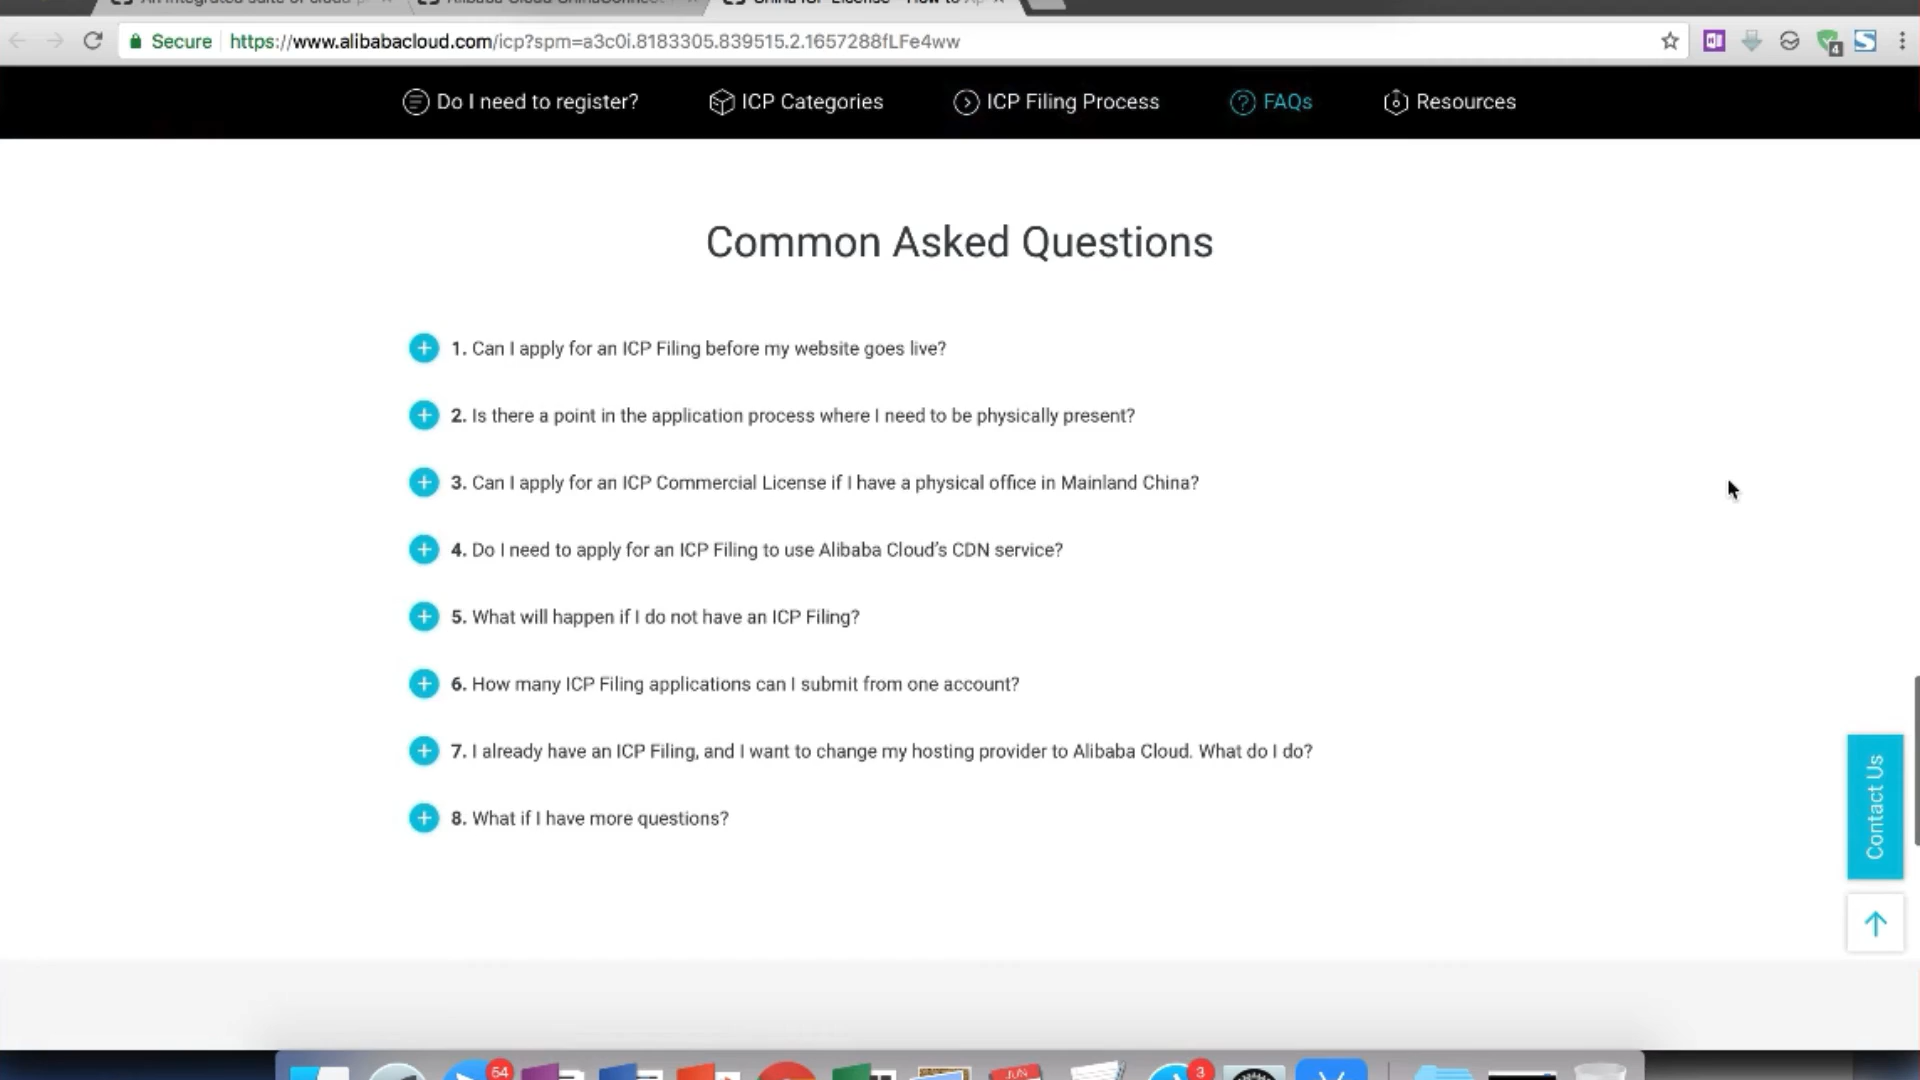 Secure https://www.alibabacloud.com/icp?spm=a3c0i.8183305.839515.2.1657288fLFe4ww
4
Do I need to register? ICP Categories ICP Filing Process FAQs Resources
Common Asked Questions
1. Can I apply for an ICP Filing before my website goes live?
2. Is there a point in the application process where I need to be physically present?
3. Can I apply for an ICP Commercial License if I have a physical office in Mainland China?
4. Do I need to apply for an ICP Filing to use Alibaba Cloud’s CDN service?
5. What will happen if I do not have an ICP Filing?
6. How many ICP Filing applications can I submit from one account?
7. I already have an ICP Filing, and I want to change my hosting provider to Alibaba Cloud. What do I do?
8. What if I have more questions?
Contact Us
54
JUN
3